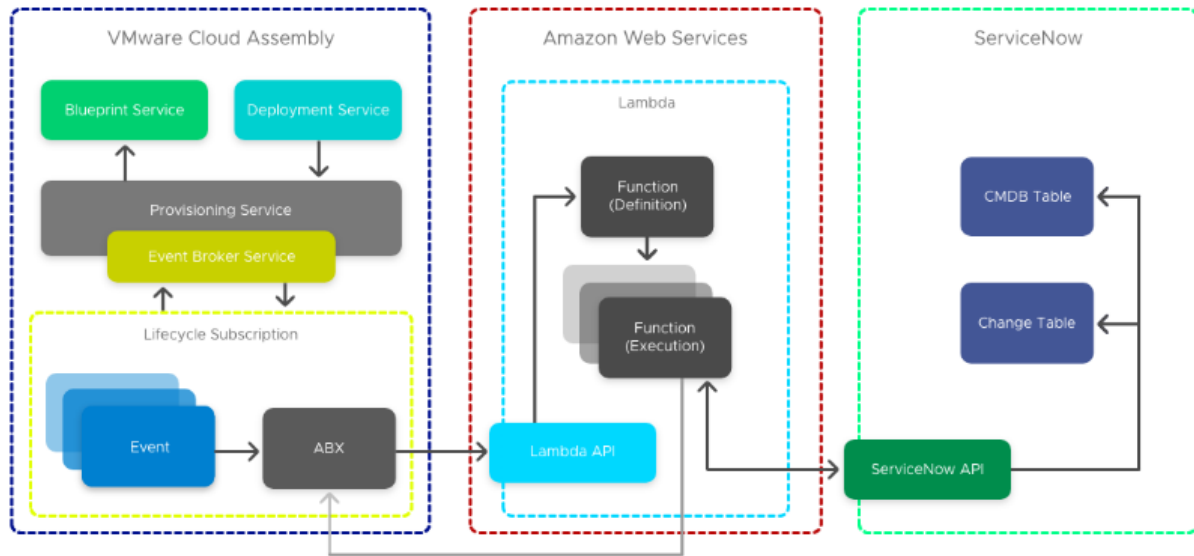 VMware Cloud Assembly
Blueprint Service
Deployment Service
Provisioning Service
Event Broker Service
Lifecycle Subscription
Event
ABX
Amazon Web Services
Lambda
Function
(Definition)
Function
(Execution)
Lambda API
ServiceNow
CMDB Table
Change Table
ServiceNow API